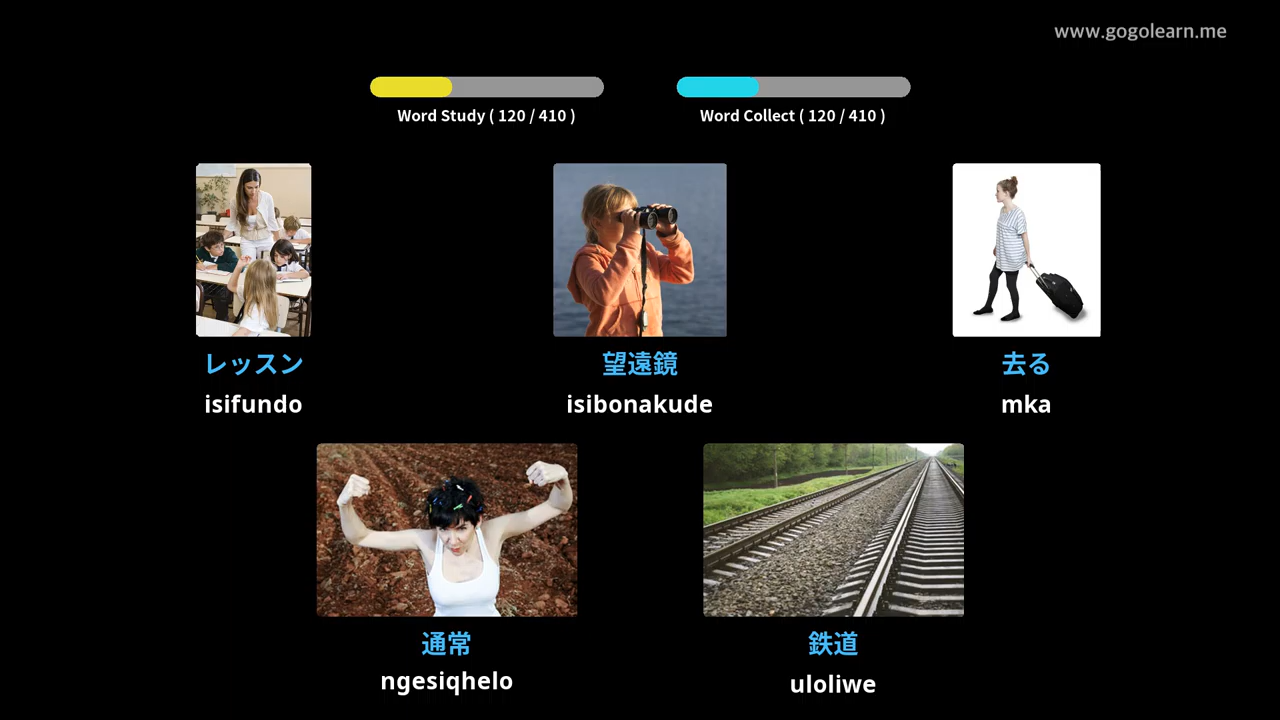 www.gogolearn.me
Word Study ( 120 / 410 )
Word Collect ( 120 / 410 )
レッスン
isifundo
望遠鏡
isibonakude
去る
mka
通常
ngesiqhelo
鉄道
uloliwe